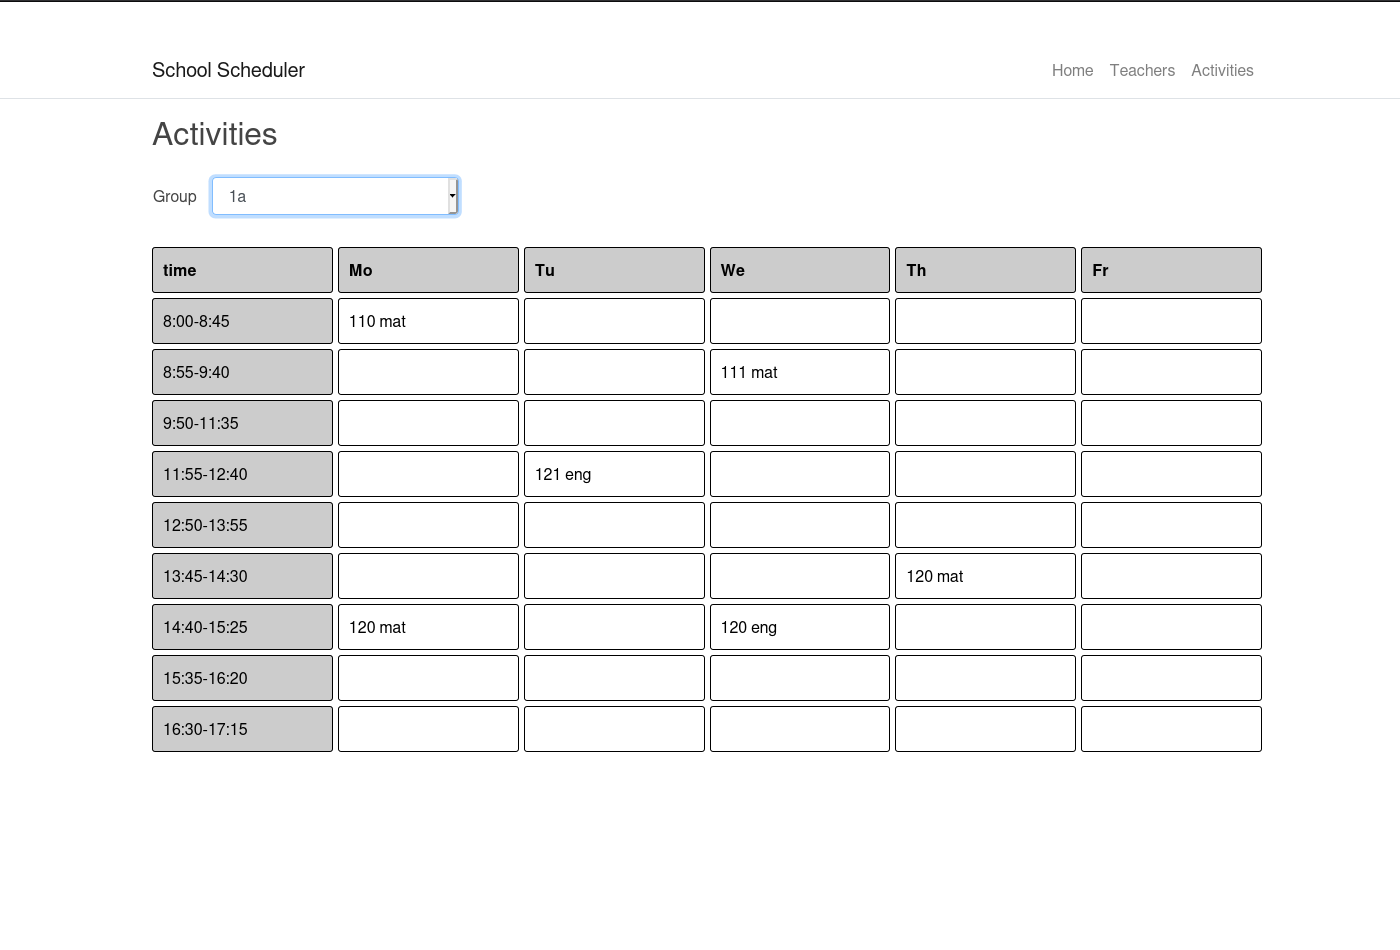 School Scheduler Home Teachers Activities
Activities
Group 1a
time Mo Tu We Th Fr
8:00-8:45 110 mat
8:55-9:40 111 mat
9:50-11:35
11:55-12:40 121 eng
12:50-13:55
13:45-14:30 120 mat
14:40-15:25 120 mat 120 eng
15:35-16:20
16:30-17:15